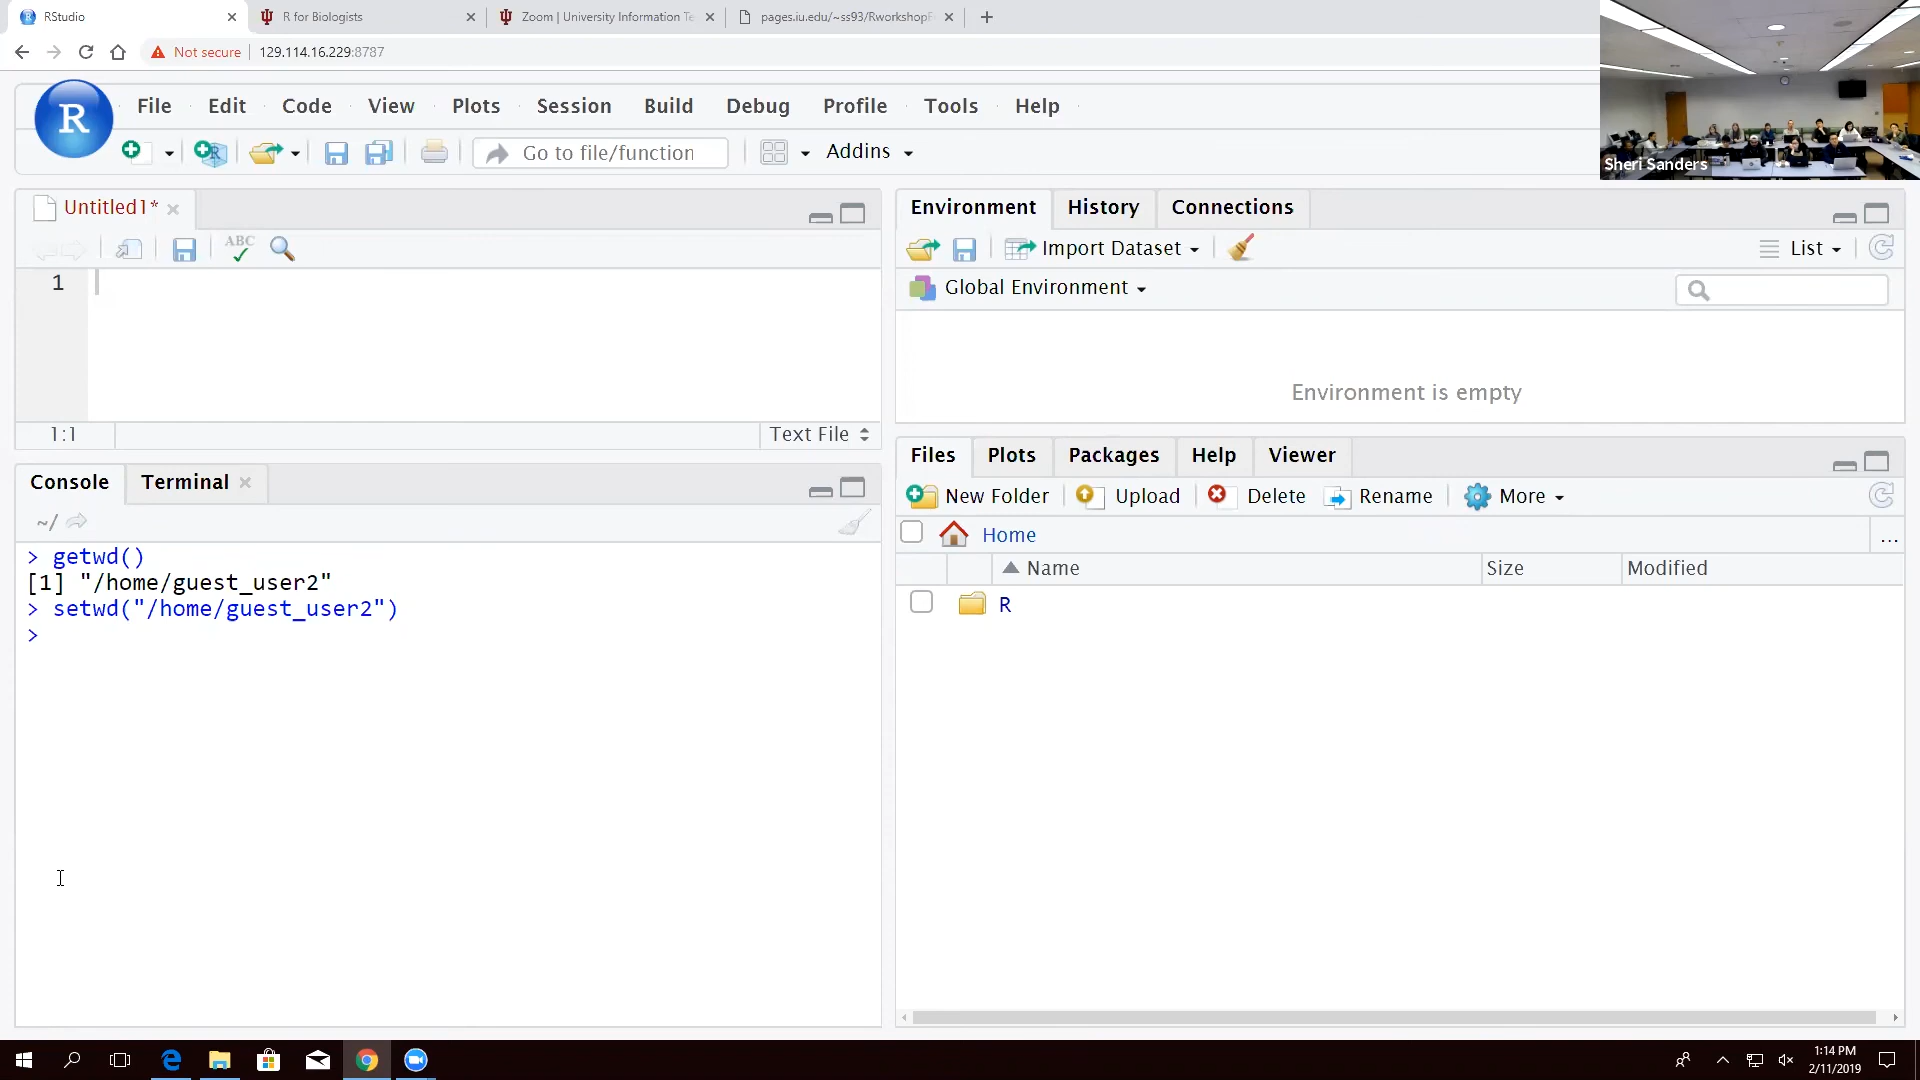 RStudio
R for Biologists
Zoom | University Information Te
pages.iu.edu/~ss93/RworkshopF
Not secure
129.114.16.229:8787
Sheri Sanders
R
File
Edit
Code
View
Plots
Session
Build
Debug
Profile
Tools
Help
Go to file/function
Addins
Untitled1*
ABC
1
1:1
Text File
Environment
History
Connections
Import Dataset
List
Global Environment
Environment is empty
Console
Terminal
~/
> getwd()
[1] "/home/guest_user2"
> setwd("/home/guest_user2")
>
Files
Plots
Packages
Help
Viewer
New Folder
Upload
Delete
Rename
More
Home
...
Name
Size
Modified
R
1:14 PM
2/11/2019